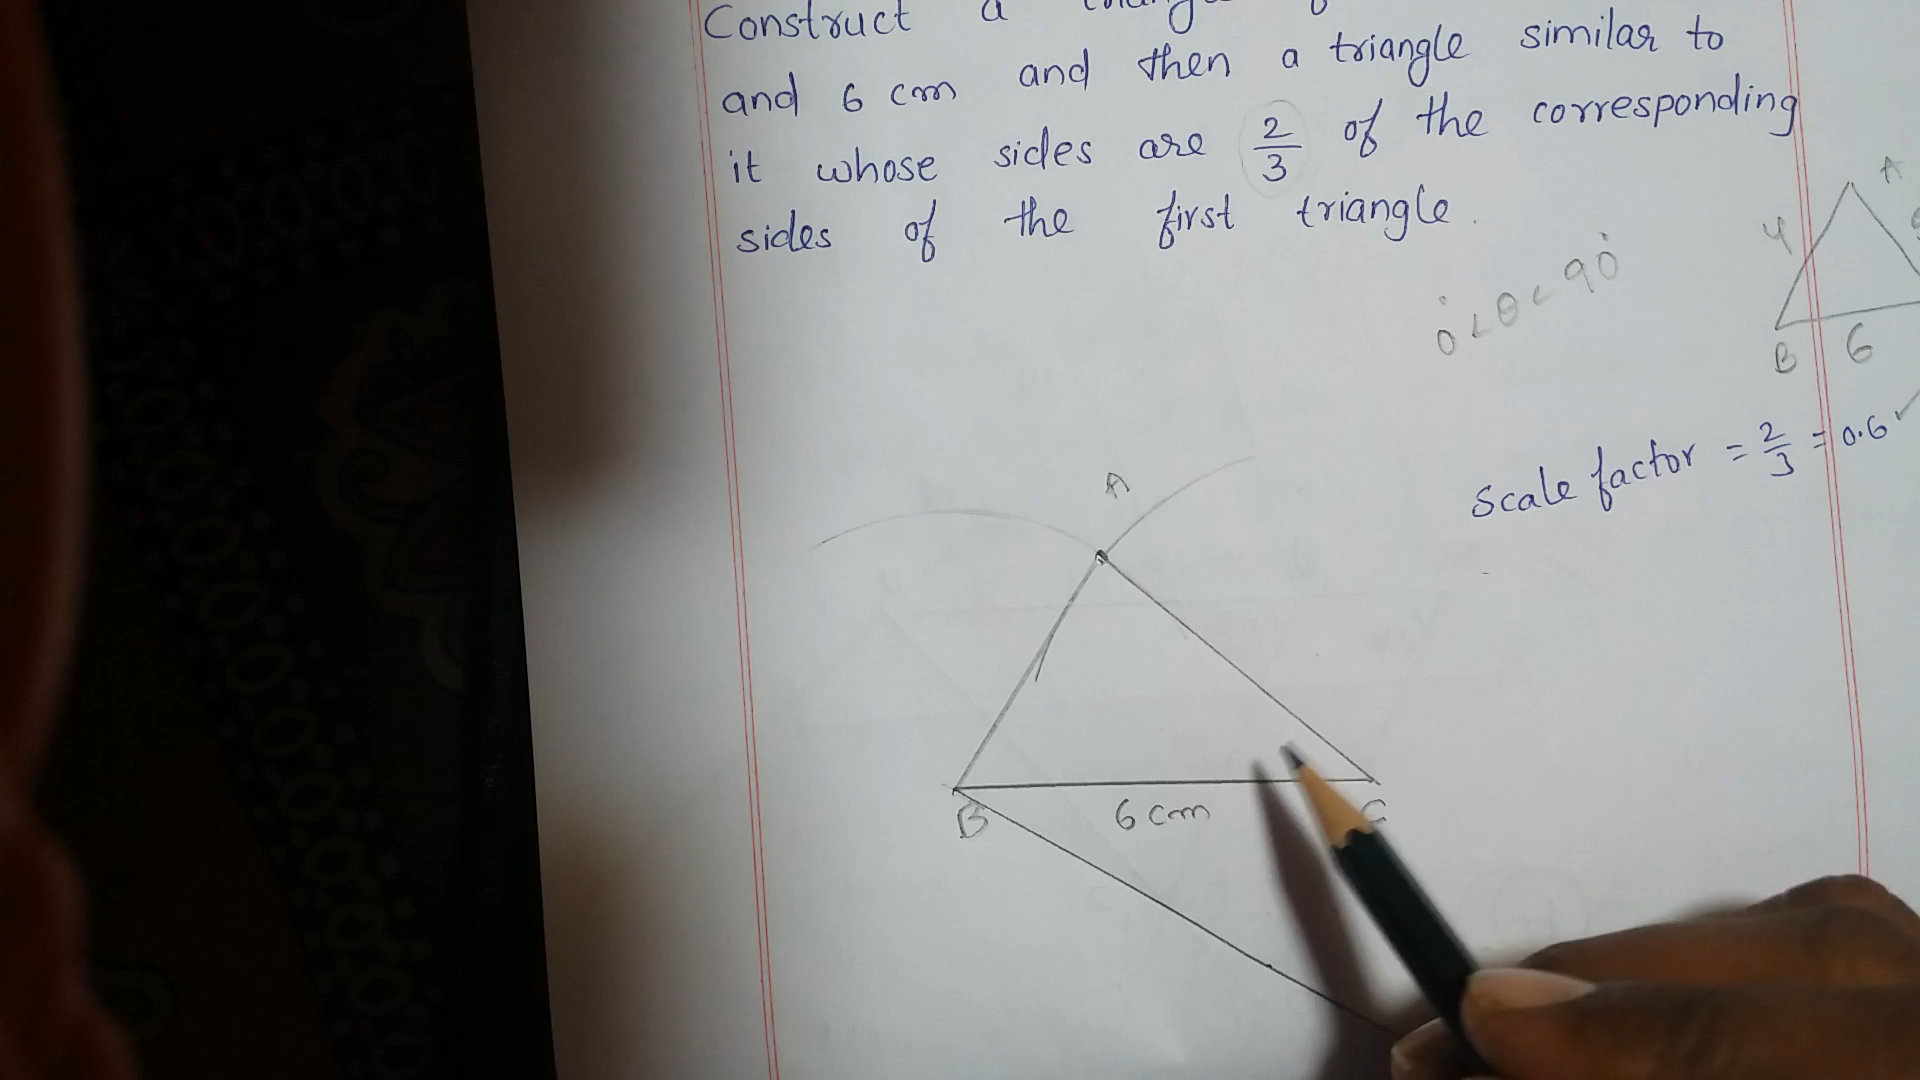 Construct a
and 6 cm and then a triangle similar to
it whose sides are 2/3 of the corresponding
sides of the first triangle.
0° < θ < 90°
A
4
B 6
Scale factor = 2/3 = 0.6
A
B 6 cm C